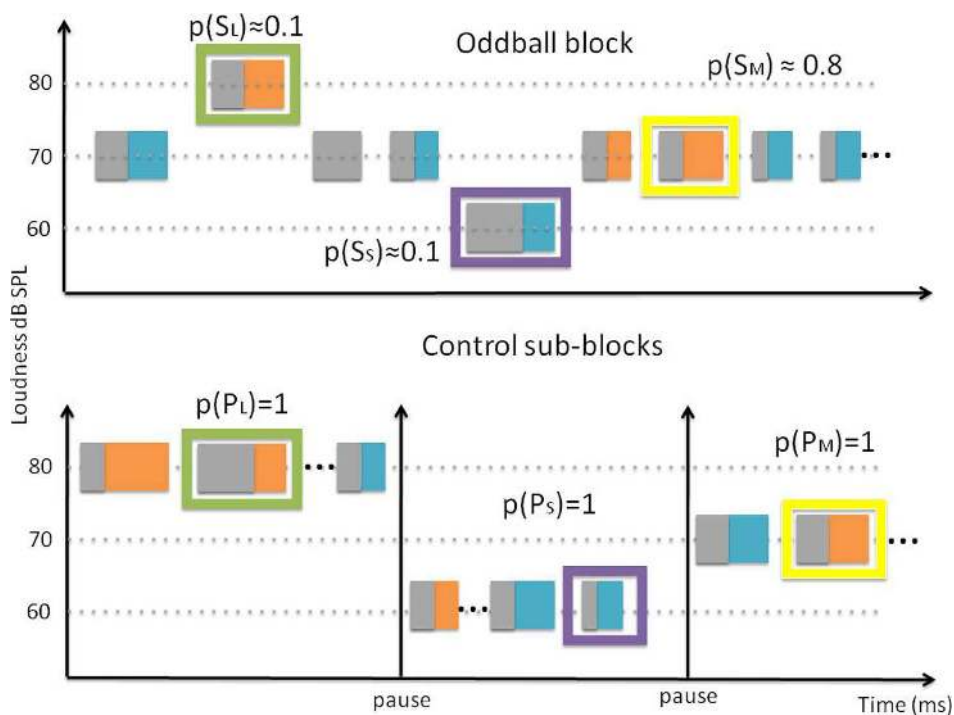 p(SL)≈0.1
Oddball block
80
p(SM) ≈ 0.8
70
...
60
p(SS)≈0.1
Loudness dB SPL
Control sub-blocks
p(PL)=1
p(PM)=1
80
...
p(PS)=1
70
...
60
...
pause
pause
Time (ms)